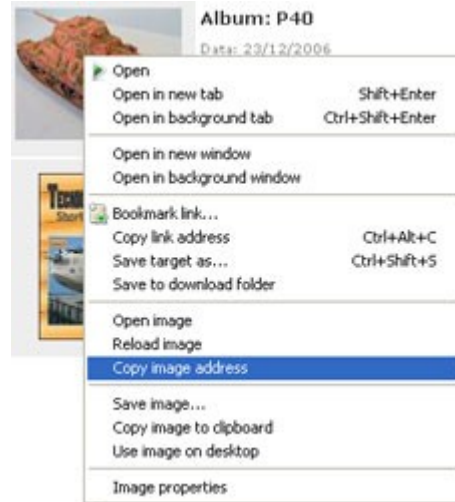 Album: P40
Data: 23/12/2006
Open
Open in new tab Shift+Enter
Open in background tab Ctrl+Shift+Enter
Open in new window
Open in background window
Bookmark link...
Copy link address Ctrl+Alt+C
Save target as... Ctrl+Shift+S
Save to download folder
Open image
Reload image
Copy image address
Save image...
Copy image to clipboard
Use image on desktop
Image properties